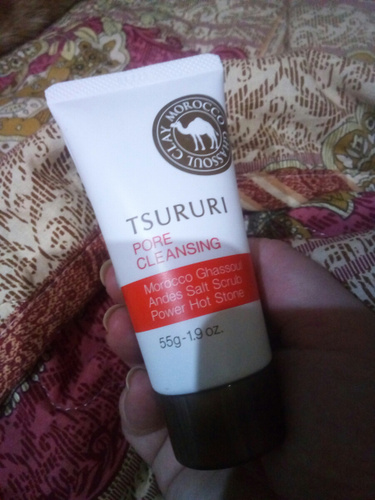 MOROCCO GHASSOUL CLAY
TSURURI
PORE
CLEANSING
Morocco Ghassoul
Andes Salt Scrub
Power Hot Stone
55g-1.9 oz.